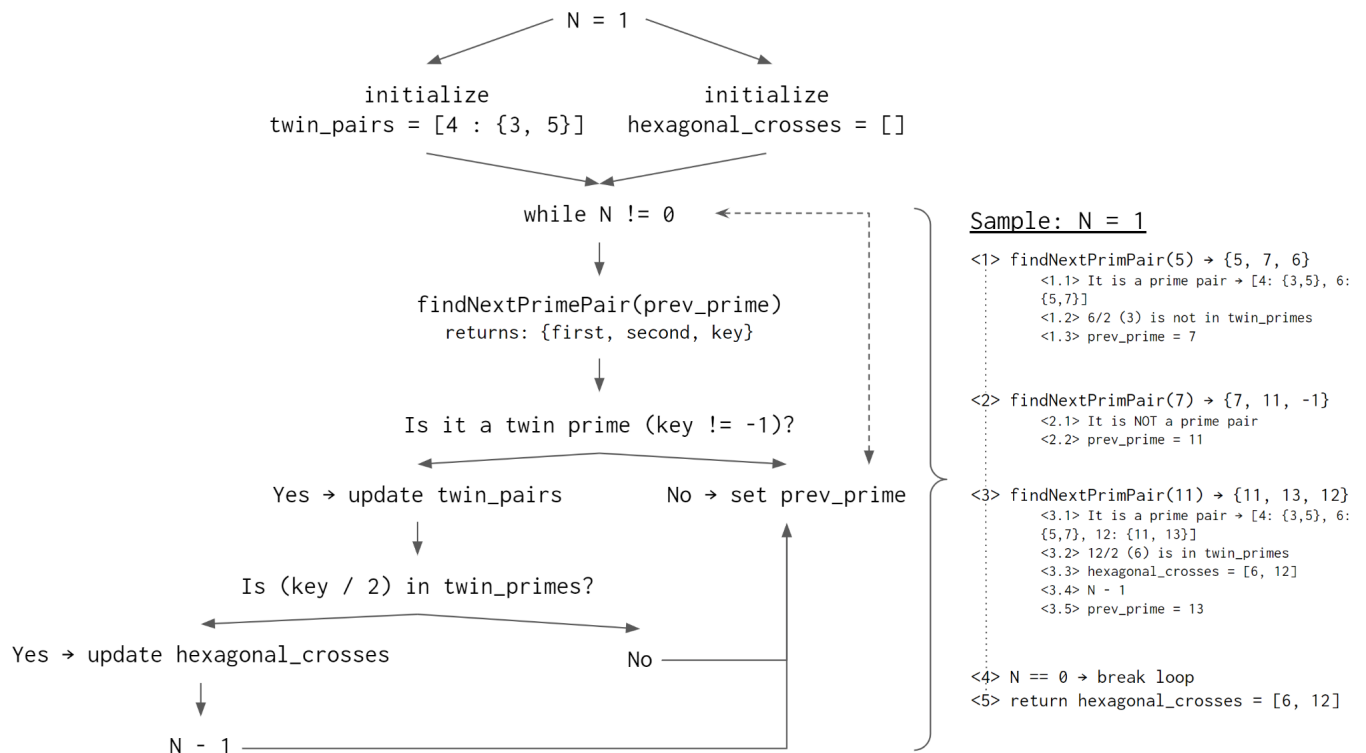 N = 1
initialize
twin_pairs = [4 : {3, 5}]
initialize
hexagonal_crosses = []
while N != 0
findNextPrimePair(prev_prime)
returns: {first, second, key}
Is it a twin prime (key != -1)?
Yes → update twin_pairs
No → set prev_prime
Is (key / 2) in twin_primes?
Yes → update hexagonal_crosses
No
N - 1
Sample: N = 1
<1> findNextPrimPair(5) → {5, 7, 6}
<1.1> It is a prime pair → [4: {3,5}, 6:
{5,7}]
<1.2> 6/2 (3) is not in twin_primes
<1.3> prev_prime = 7
<2> findNextPrimPair(7) → {7, 11, -1}
<2.1> It is NOT a prime pair
<2.2> prev_prime = 11
<3> findNextPrimPair(11) → {11, 13, 12}
<3.1> It is a prime pair → [4: {3,5}, 6:
{5,7}, 12: {11, 13}]
<3.2> 12/2 (6) is in twin_primes
<3.3> hexagonal_crosses = [6, 12]
<3.4> N - 1
<3.5> prev_prime = 13
<4> N == 0 → break loop
<5> return hexagonal_crosses = [6, 12]